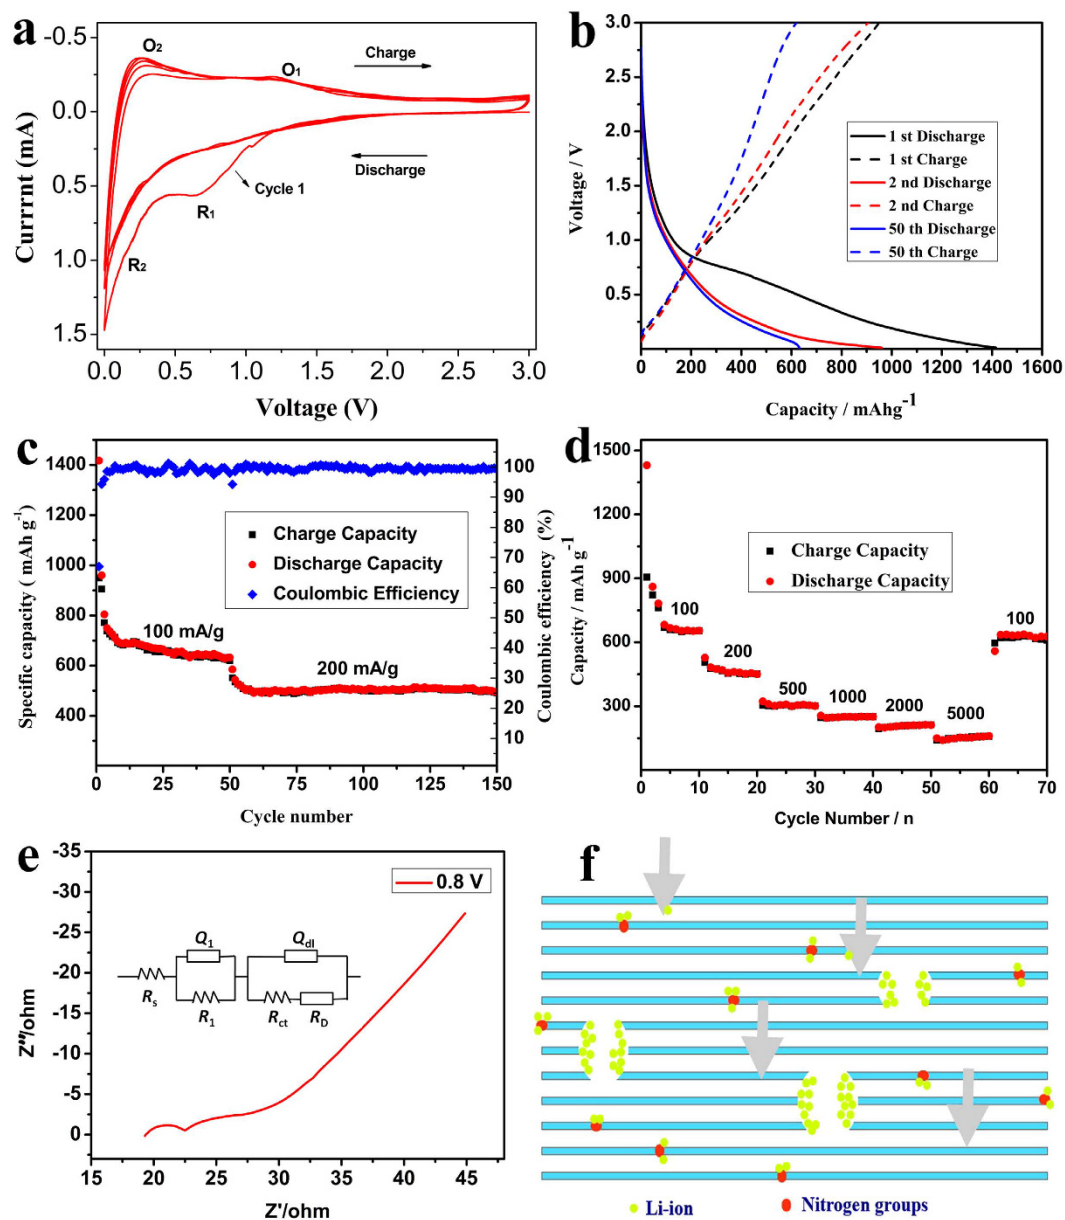 a
-0.5
0.0
0.5
1.0
1.5
Currrnt (mA)
O2
O1
Charge
Discharge
Cycle 1
R1
R2
0.0 0.5 1.0 1.5 2.0 2.5 3.0
Voltage (V)
b
3.0
2.5
2.0
1.5
1.0
0.5
Voltage / V
1 st Discharge
1 st Charge
2 nd Discharge
2 nd Charge
50 th Discharge
50 th Charge
0 200 400 600 800 1000 1200 1400 1600
Capacity / mAhg-1
c
1400
1200
1000
800
600
400
Specific capacity ( mAh g-1)
Charge Capacity
Discharge Capacity
Coulombic Efficiency
100 mA/g
200 mA/g
100
90
80
70
60
50
40
30
20
10
Coulombic efficiency (%)
0 25 50 75 100 125 150
Cycle number
d
1500
1200
900
600
300
Capacity / mAh g-1
Charge Capacity
Discharge Capacity
100
200
500
1000
2000
5000
100
0 10 20 30 40 50 60 70
Cycle Number / n
e
-35
-30
-25
-20
-15
-10
-5
0
Z''/ohm
0.8 V
Q1
Qdl
Rs
R1
Rct
RD
15 20 25 30 35 40 45 50
Z'/ohm
f
Li-ion
Nitrogen groups